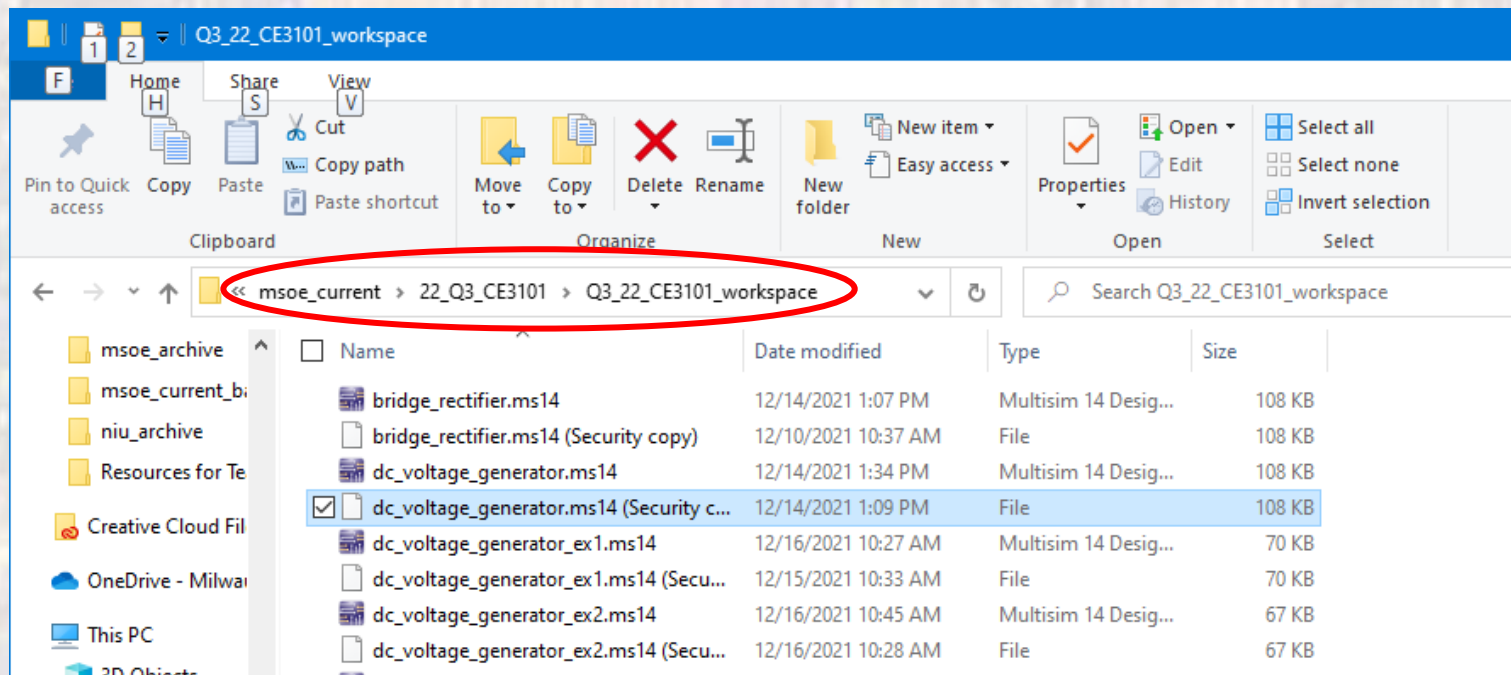 1 2 Q3_22_CE3101_workspace
F Home Share View
H S V
Pin to Quick access
Copy
Paste
Cut
Copy path
Paste shortcut
Clipboard
Move to
Copy to
Delete
Rename
Organize
New folder
New item
Easy access
New
Properties
Open
Edit
History
Open
Select all
Select none
Invert selection
Select
« msoe_current > 22_Q3_CE3101 > Q3_22_CE3101_workspace
Search Q3_22_CE3101_workspace
msoe_archive
msoe_current_ba
niu_archive
Resources for Te
Creative Cloud Fil
OneDrive - Milwau
This PC
3D Objects
Name Date modified Type Size
bridge_rectifier.ms14 12/14/2021 1:07 PM Multisim 14 Desig... 108 KB
bridge_rectifier.ms14 (Security copy) 12/10/2021 10:37 AM File 108 KB
dc_voltage_generator.ms14 12/14/2021 1:34 PM Multisim 14 Desig... 108 KB
dc_voltage_generator.ms14 (Security c... 12/14/2021 1:09 PM File 108 KB
dc_voltage_generator_ex1.ms14 12/16/2021 10:27 AM Multisim 14 Desig... 70 KB
dc_voltage_generator_ex1.ms14 (Secu... 12/15/2021 10:33 AM File 70 KB
dc_voltage_generator_ex2.ms14 12/16/2021 10:45 AM Multisim 14 Desig... 67 KB
dc_voltage_generator_ex2.ms14 (Secu... 12/16/2021 10:28 AM File 67 KB